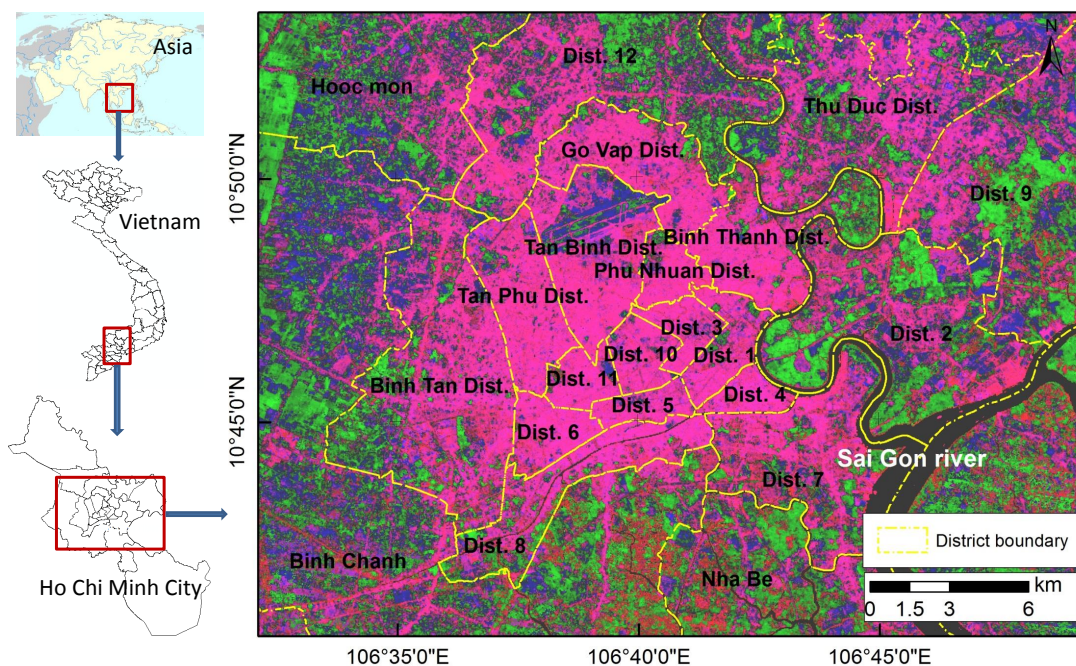 Asia
Vietnam
Ho Chi Minh City
N
Dist. 12
Hooc mon
Thu Duc Dist.
Go Vap Dist.
Dist. 9
Binh Thanh Dist.
Tan Binh Dist.
Phu Nhuan Dist.
Tan Phu Dist.
Dist. 3
Dist. 2
Dist. 10
Dist. 1
Dist. 11
Binh Tan Dist.
Dist. 4
Dist. 5
Dist. 6
Sai Gon river
Dist. 7
Dist. 8
Binh Chanh
Nha Be
District boundary
km
0 1.5 3 6
10°50'0"N
10°45'0"N
106°35'0"E 106°40'0"E 106°45'0"E